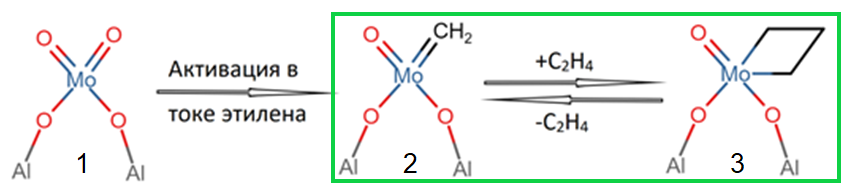 O O
Mo
O O
Al Al
1
Активация в
токе этилена
O CH₂
Mo
O O
Al Al
2
+C₂H₄
-C₂H₄
O
Mo
O O
Al Al
3